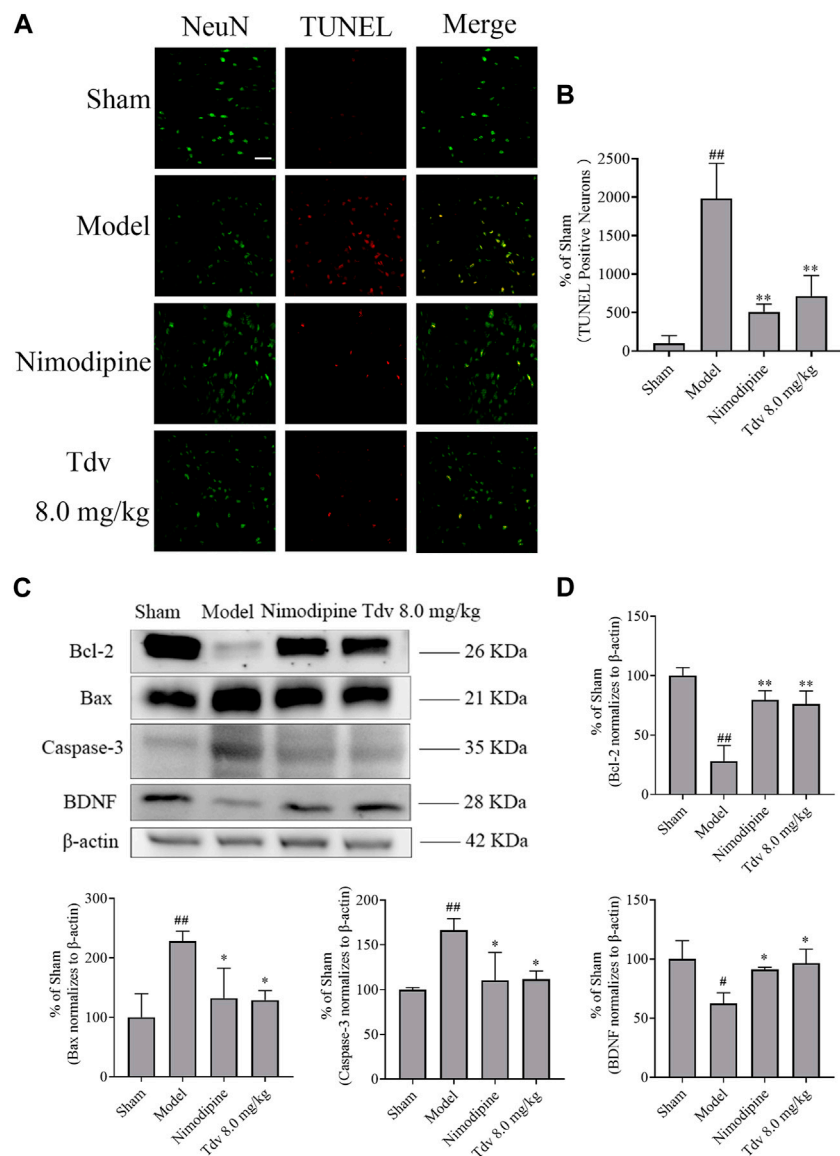 A
NeuN TUNEL Merge
Sham
Model
Nimodipine
Tdv
8.0 mg/kg
B
% of Sham
(TUNEL Positive Neurons)
2500
2000
1500
1000
500
0
##
**
**
Sham
Model
Nimodipine
Tdv 8.0 mg/kg
C
Sham Model Nimodipine Tdv 8.0 mg/kg
Bcl-2 26 KDa
Bax 21 KDa
Caspase-3 35 KDa
BDNF 28 KDa
β-actin 42 KDa
D
% of Sham
(Bcl-2 normalizes to β-actin)
150
100
50
0
##
**
**
Sham
Model
Nimodipine
Tdv 8.0 mg/kg
% of Sham
(Bax normalizes to β-actin)
300
200
100
0
##
*
*
Sham
Model
Nimodipine
Tdv 8.0 mg/kg
% of Sham
(Caspase-3 normalizes to β-actin)
200
150
100
50
0
##
*
*
Sham
Model
Nimodipine
Tdv 8.0 mg/kg
% of Sham
(BDNF normalizes to β-actin)
150
100
50
0
#
*
*
Sham
Model
Nimodipine
Tdv 8.0 mg/kg